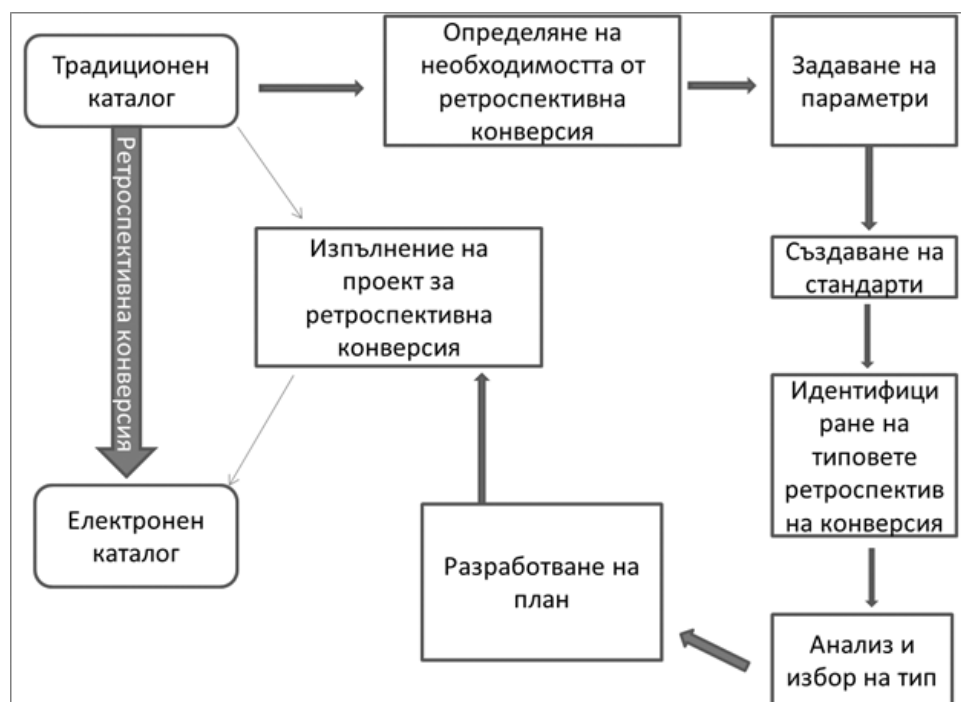 Традиционен
каталог
Определяне на
необходимостта от
ретроспективна
конверсия
Задаване на
параметри
Ретроспективна конверсия
Изпълнение на
проект за
ретроспективна
конверсия
Създаване на
стандарти
Идентифици
ране на
типовете
ретроспектив
на конверсия
Електронен
каталог
Разработване на
план
Анализ и
избор на тип